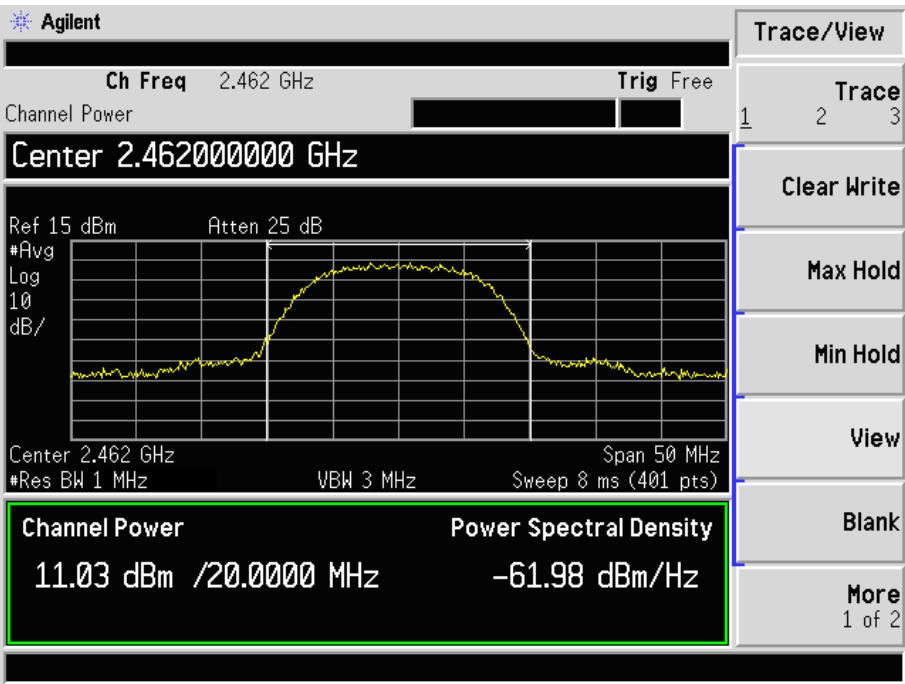 Agilent
Trace/View
Ch Freq 2.462 GHz Trig Free
Channel Power
Trace
1 2 3
Center 2.462000000 GHz
Clear Write
Ref 15 dBm Atten 25 dB
#Avg
Log
10
dB/
Max Hold
Min Hold
View
Center 2.462 GHz Span 50 MHz
#Res BW 1 MHz VBW 3 MHz Sweep 8 ms (401 pts)
Channel Power Power Spectral Density
Blank
11.03 dBm /20.0000 MHz -61.98 dBm/Hz
More
1 of 2